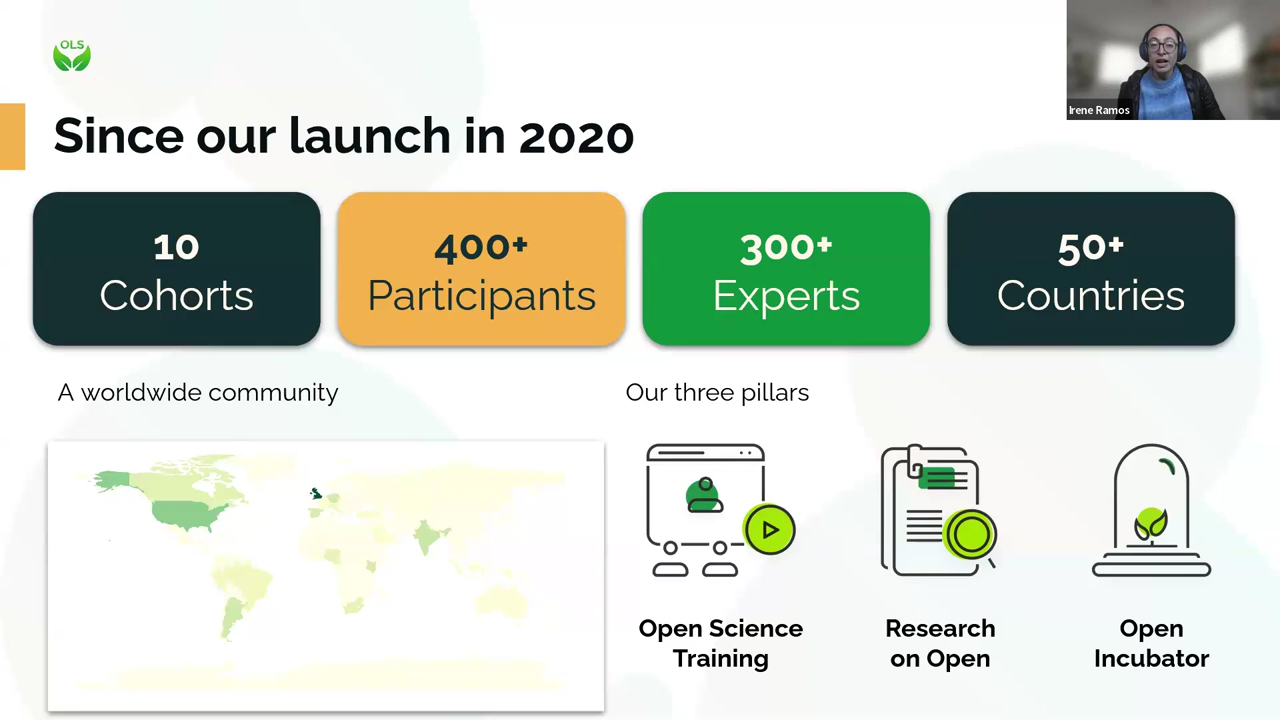 OLS
Irene Ramos
Since our launch in 2020
10
Cohorts
400+
Participants
300+
Experts
50+
Countries
A worldwide community
Our three pillars
Open Science
Training
Research
on Open
Open
Incubator